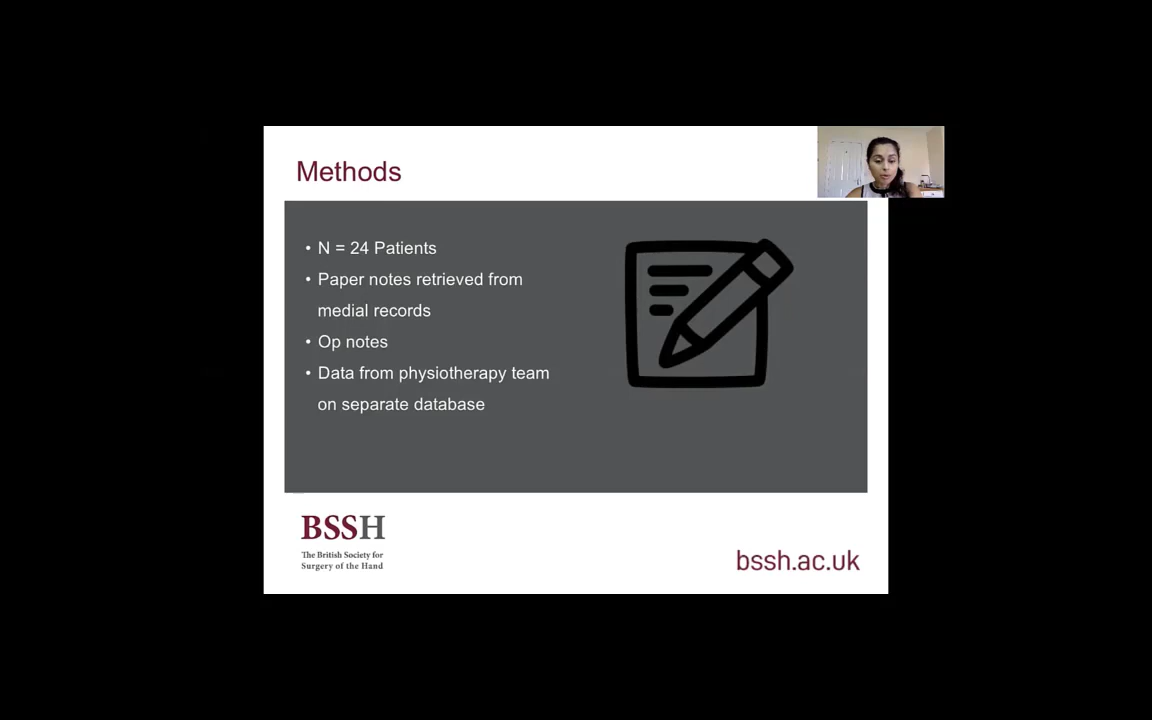 Methods
• N = 24 Patients
• Paper notes retrieved from
medial records
• Op notes
• Data from physiotherapy team
on separate database
BSSH
The British Society for
Surgery of the Hand
bssh.ac.uk